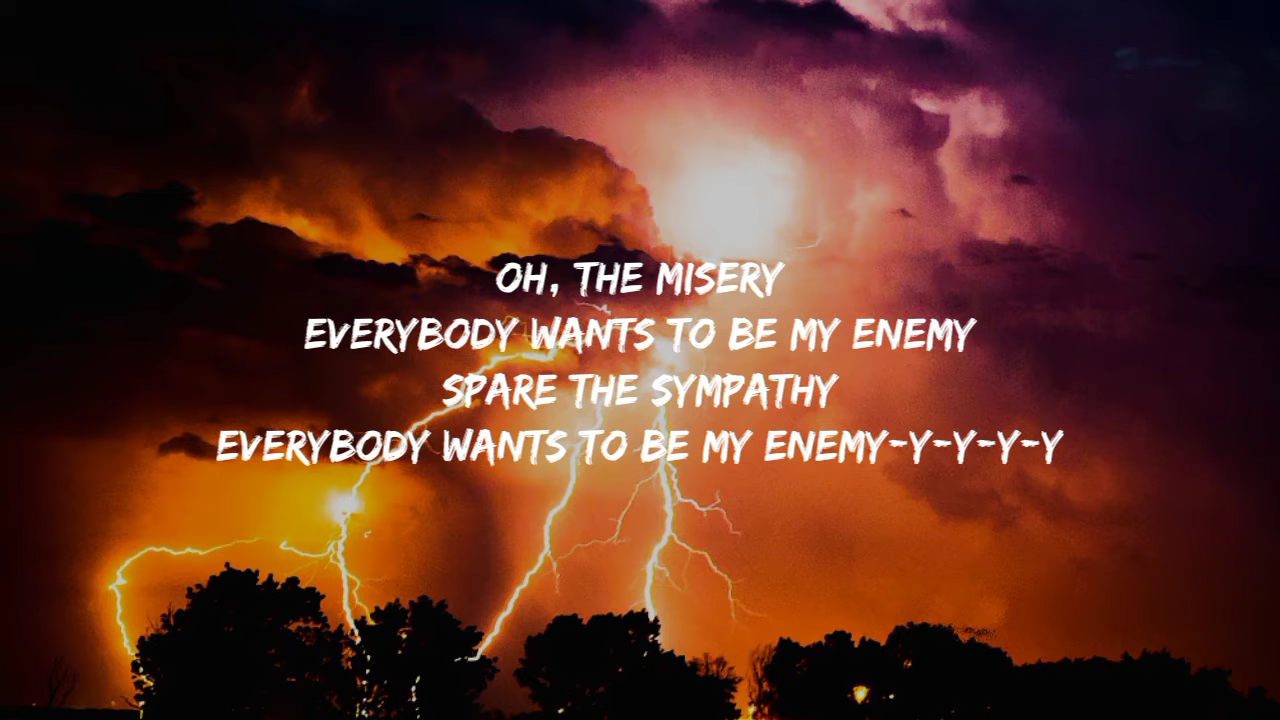 OH, THE MISERY
EVERYBODY WANTS TO BE MY ENEMY
SPARE THE SYMPATHY
EVERYBODY WANTS TO BE MY ENEMY-Y-Y-Y-Y